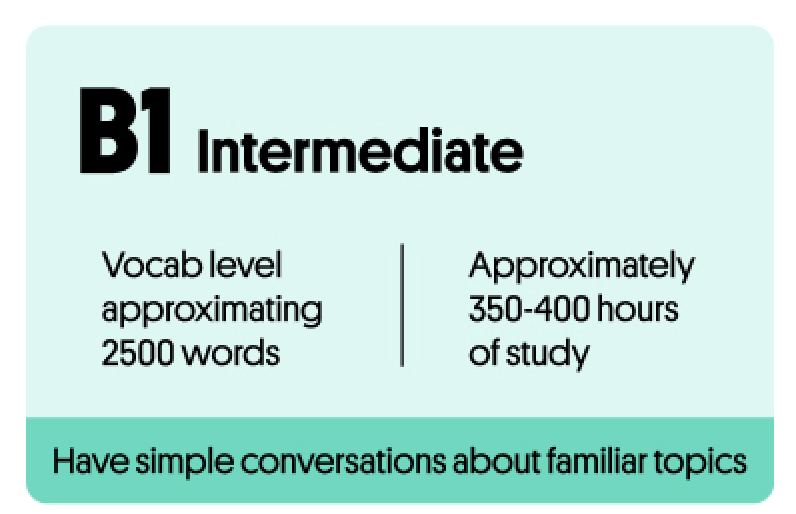 B1 Intermediate
Vocab level
approximating
2500 words
Approximately
350-400 hours
of study
Have simple conversations about familiar topics